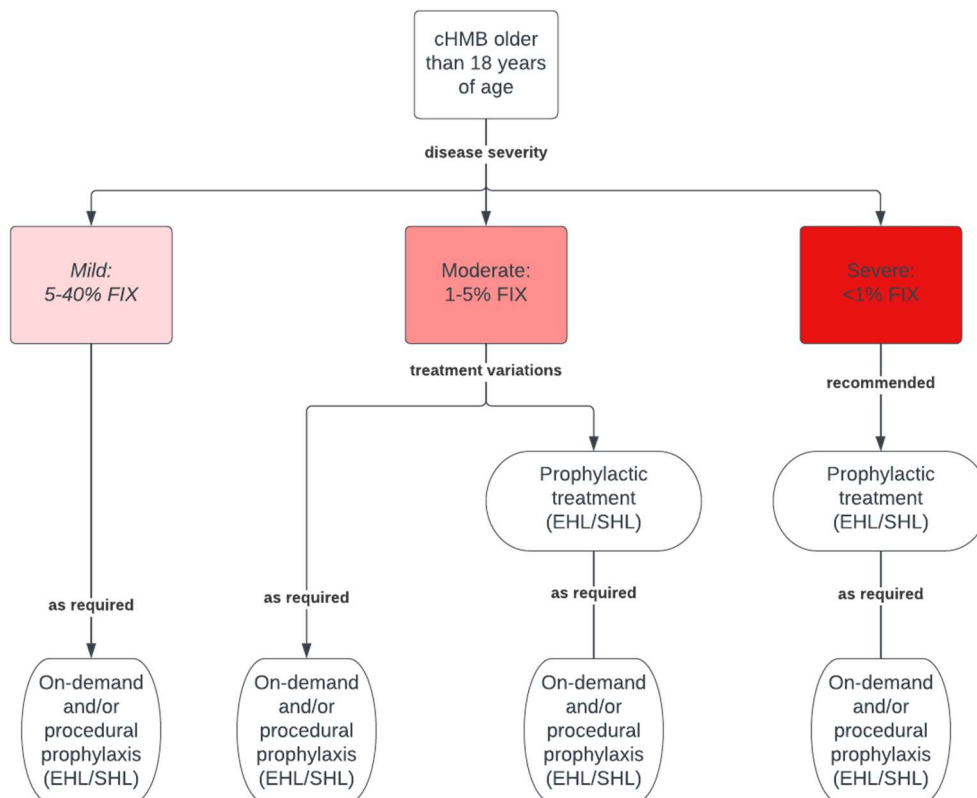 cHMB older
than 18 years
of age
disease severity
Mild:
5-40% FIX
Moderate:
1-5% FIX
Severe:
<1% FIX
treatment variations
recommended
Prophylactic
treatment
(EHL/SHL)
Prophylactic
treatment
(EHL/SHL)
as required
as required
as required
as required
On-demand
and/or
procedural
prophylaxis
(EHL/SHL)
On-demand
and/or
procedural
prophylaxis
(EHL/SHL)
On-demand
and/or
procedural
prophylaxis
(EHL/SHL)
On-demand
and/or
procedural
prophylaxis
(EHL/SHL)